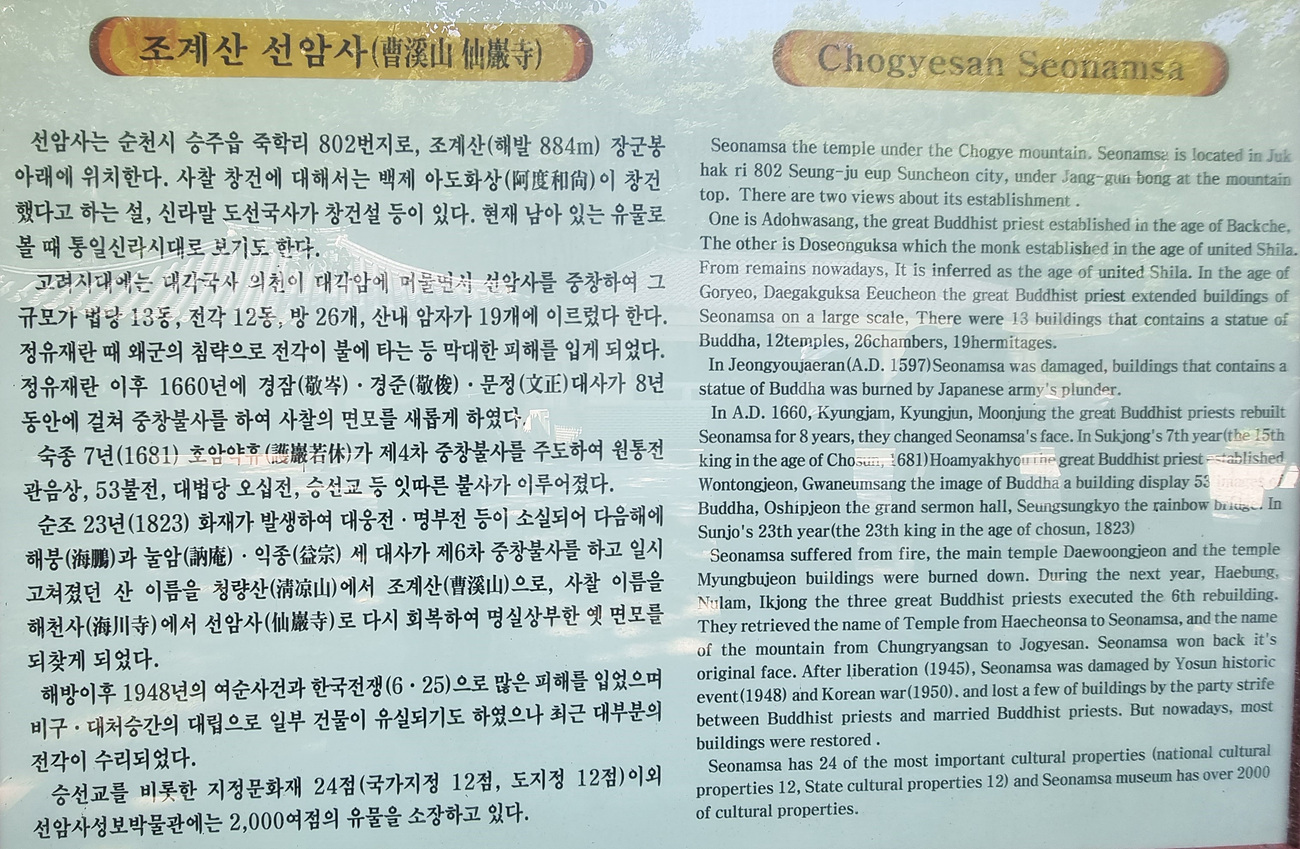 조계산 선암사(曹溪山 仙巖寺)
선암사는 순천시 승주읍 죽학리 802번지로, 조계산(해발 884m) 장군봉
아래에 위치한다. 사찰 창건에 대해서는 백제 아도화상(阿度和尙)이 창건
했다고 하는 설, 신라말 도선국사가 창건설 등이 있다. 현재 남아 있는 유물로
볼 때 통일신라시대로 보기도 한다.
고려시대에는 대각국사 의천이 대각암에 머물면서 선암사를 중창하여 그
규모가 법당 13동, 전각 12동, 방 26개, 산내 암자가 19개에 이르렀다 한다.
정유재란 때 왜군의 침략으로 전각이 불에 타는 등 막대한 피해를 입게 되었다.
정유재란 이후 1660년에 경잠(敬岑)·경준(敬俊)·문정(文正)대사가 8년
동안에 걸쳐 중창불사를 하여 사찰의 면모를 새롭게 하였다.
숙종 7년(1681) 호암약휴(護巖若休)가 제4차 중창불사를 주도하여 원통전
관음상, 53불전, 대법당 오십전, 승선교 등 잇따른 불사가 이루어졌다.
순조 23년(1823) 화재가 발생하여 대웅전·명부전 등이 소실되어 다음해에
해붕(海鵬)과 눌암(訥庵)·익종(益宗) 세 대사가 제6차 중창불사를 하고 일시
고쳐졌던 산 이름을 청량산(淸凉山)에서 조계산(曹溪山)으로, 사찰 이름을
해천사(海川寺)에서 선암사(仙巖寺)로 다시 회복하여 명실상부한 옛 면모를
되찾게 되었다.
해방이후 1948년의 여순사건과 한국전쟁(6·25)으로 많은 피해를 입었으며
비구·대처승간의 대립으로 일부 건물이 유실되기도 하였으나 최근 대부분의
전각이 수리되었다.
승선교를 비롯한 지정문화재 24점(국가지정 12점, 도지정 12점)이외
선암사성보박물관에는 2,000여점의 유물을 소장하고 있다.
Chogyesan Seonamsa
Seonamsa the temple under the Chogye mountain. Seonamsa is located in Juk
hak ri 802 Seung-ju eup Suncheon city, under Jang-gun bong at the mountain
top. There are two views about its establishment .
One is Adohwasang, the great Buddhist priest established in the age of Backche,
The other is Doseonguksa which the monk established in the age of united Shila.
From remains nowadays, It is inferred as the age of united Shila. In the age of
Goryeo, Daegakguksa Eeucheon the great Buddhist priest extended buildings of
Seonamsa on a large scale, There were 13 buildings that contains a statue of
Buddha, 12temples, 26chambers, 19hermitages.
In Jeongyoujaeran(A.D. 1597)Seonamsa was damaged, buildings that contains a
statue of Buddha was burned by Japanese army's plunder.
In A.D. 1660, Kyungjam, Kyungjun, Moonjung the great Buddhist priests rebuilt
Seonamsa for 8 years, they changed Seonamsa's face. In Sukjong's 7th year(the 15th
king in the age of Chosun, 1681)Hoamyakhyou the great Buddhist priest established
Wontongjeon, Gwaneumsang the image of Buddha a building display 53 of
Buddha, Oshipjeon the grand sermon hall, Seungsungkyo the rainbow bridge. In
Sunjo's 23th year(the 23th king in the age of chosun, 1823)
Seonamsa suffered from fire, the main temple Daewoongjeon and the temple
Myungbujeon buildings were burned down. During the next year, Haebung,
Nulam, Ikjong the three great Buddhist priests executed the 6th rebuilding.
They retrieved the name of Temple from Haecheonsa to Seonamsa, and the name
of the mountain from Chungryangsan to Jogyesan. Seonamsa won back it's
original face. After liberation (1945), Seonamsa was damaged by Yosun historic
event(1948) and Korean war(1950). and lost a few of buildings by the party strife
between Buddhist priests and married Buddhist priests. But nowadays, most
buildings were restored .
Seonamsa has 24 of the most important cultural properties (national cultural
properties 12, State cultural properties 12) and Seonamsa museum has over 2000
of cultural properties.